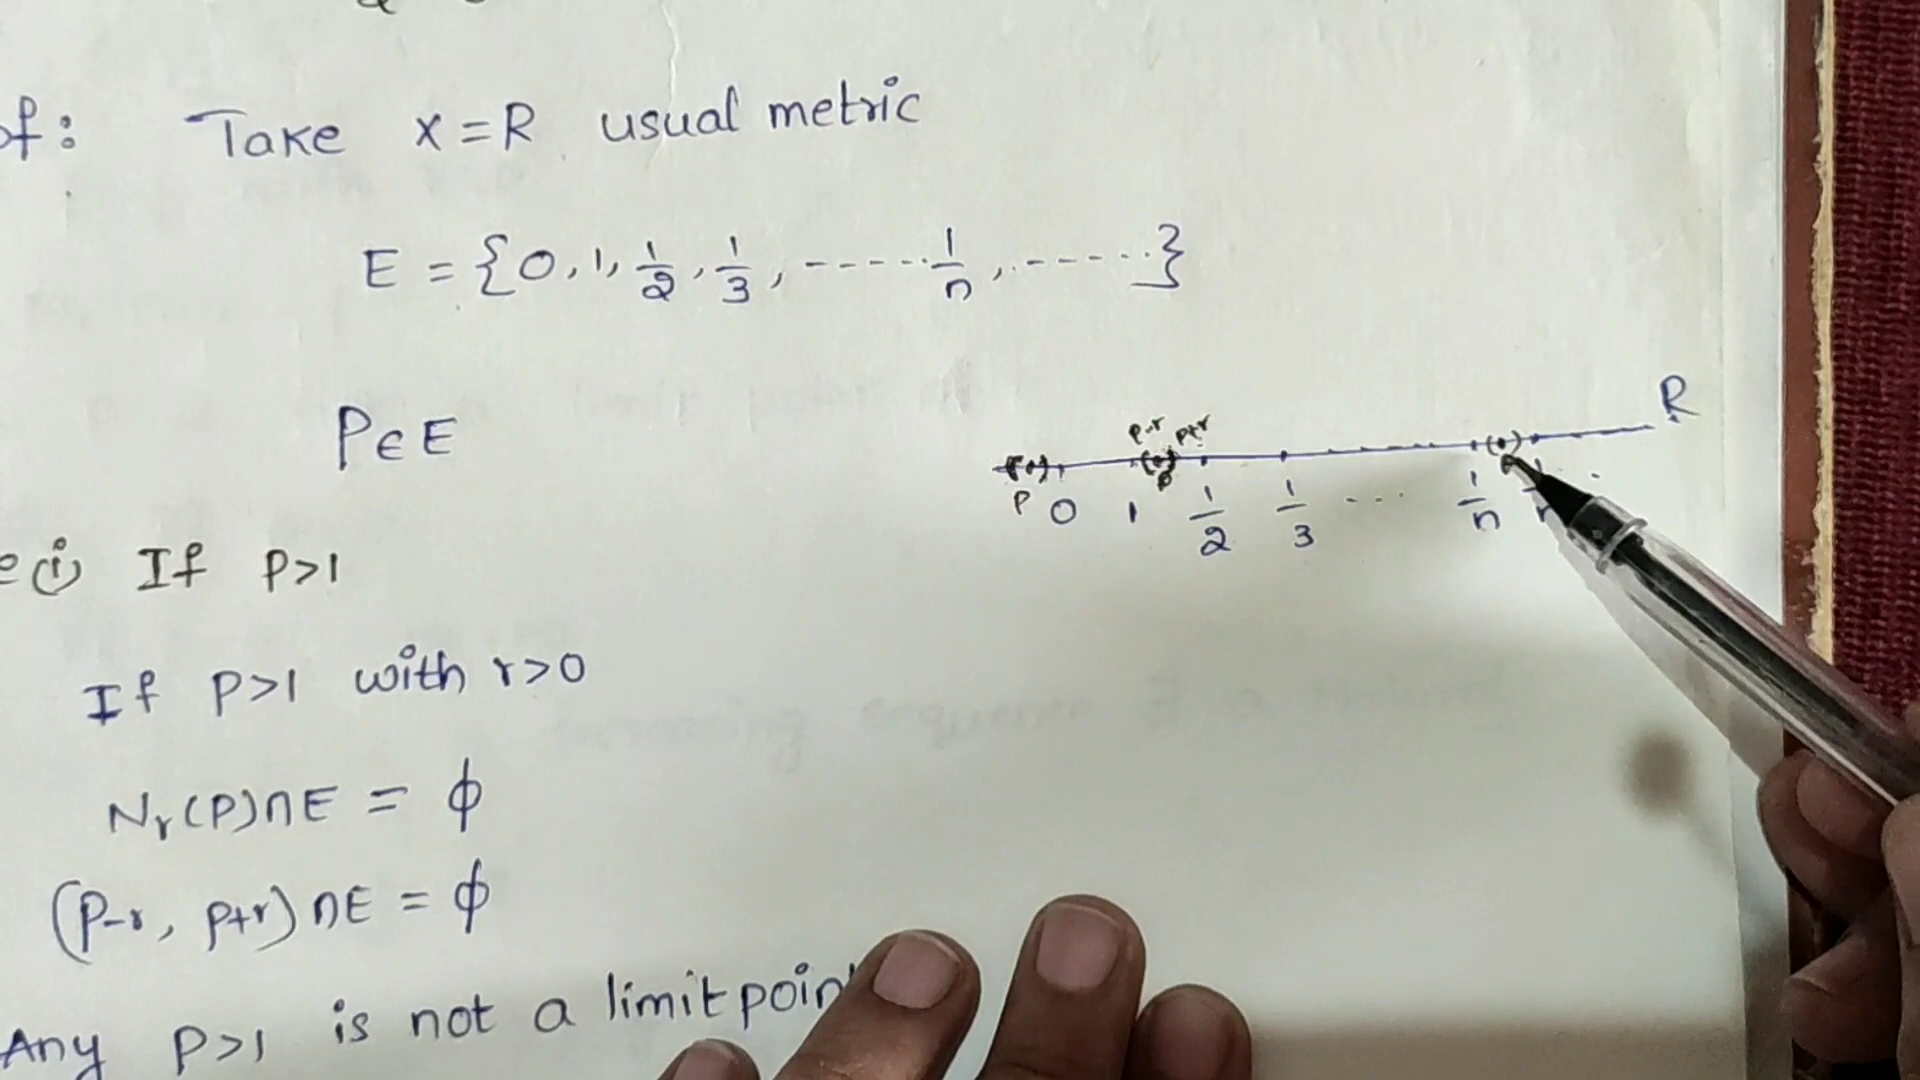 of: Take X=R usual metric
E = {0, 1, 1/2, 1/3, ------ 1/n, ------}
P∈E
R
p-r p+r
P 0 1 1/2 1/3 ... 1/n
P
e(i) If P>1
If P>1 with r>0
Nr(P)∩E = ϕ
(P-r, P+r)∩E = ϕ
Any P>1 is not a limit poin